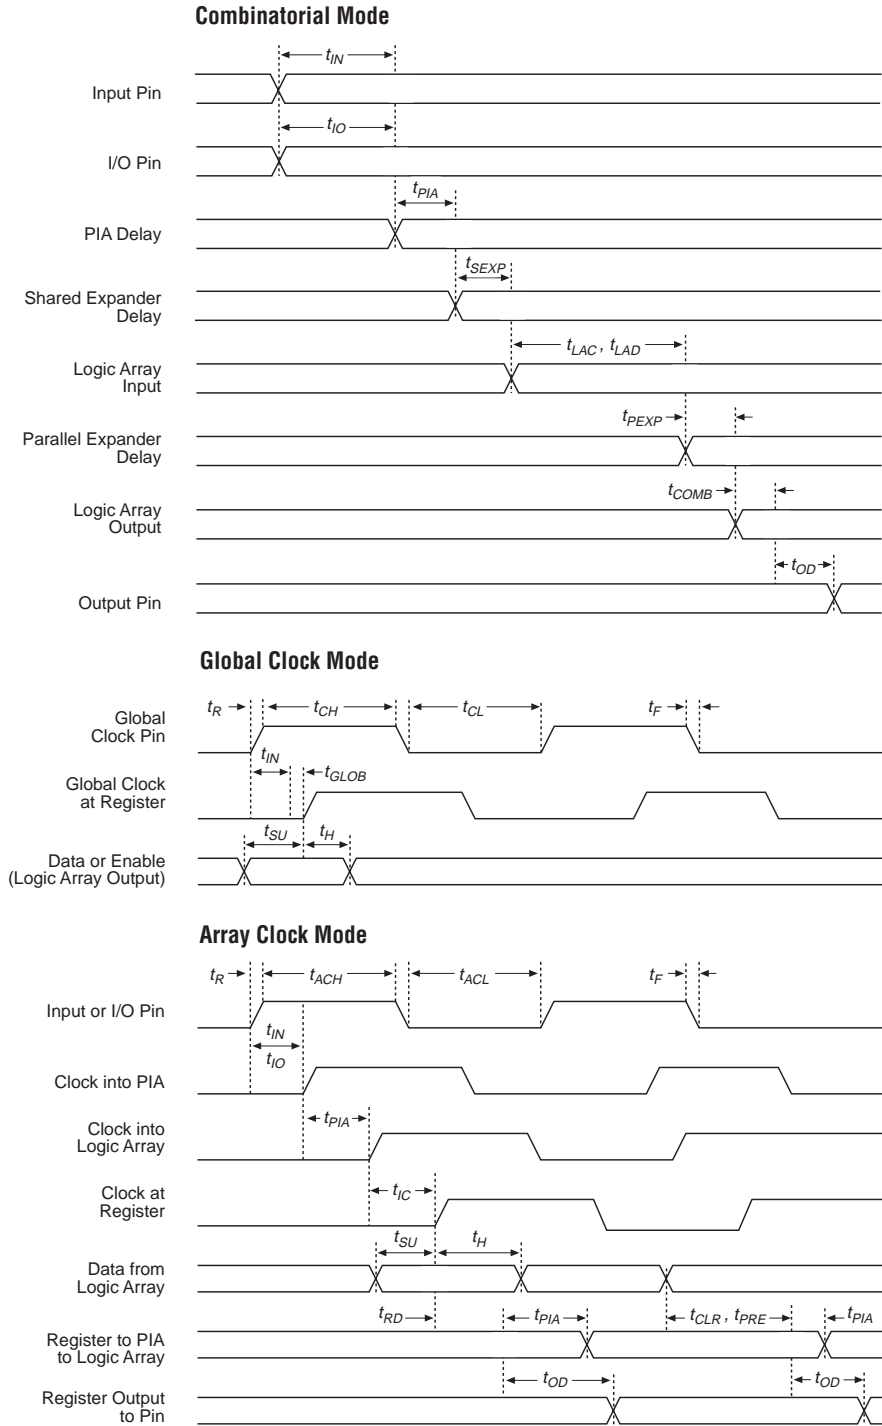 Combinatorial Mode
tIN
Input Pin
tIO
I/O Pin
tPIA
PIA Delay
tSEXP
Shared Expander
Delay
tLAC , tLAD
Logic Array
Input
tPEXP
Parallel Expander
Delay
tCOMB
Logic Array
Output
tOD
Output Pin
Global Clock Mode
tR tCH tCL tF
Global
Clock Pin
tIN tGLOB
Global Clock
at Register
tSU tH
Data or Enable
(Logic Array Output)
Array Clock Mode
tR tACH tACL tF
Input or I/O Pin
tIN
tIO
Clock into PIA
tPIA
Clock into
Logic Array
tIC
Clock at
Register
tSU tH
Data from
Logic Array
tRD tPIA tCLR , tPRE tPIA
Register to PIA
to Logic Array
tOD tOD
Register Output
to Pin